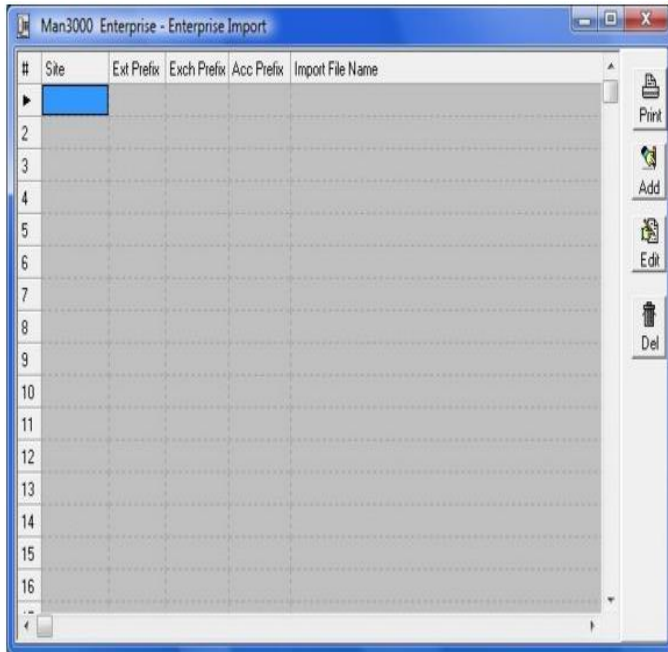 Man3000 Enterprise - Enterprise Import
# Site Ext Prefix Exch Prefix Acc Prefix Import File Name
Print
2
3
Add
4
5
Edit
6
7
8
Del
9
10
11
12
13
14
15
16